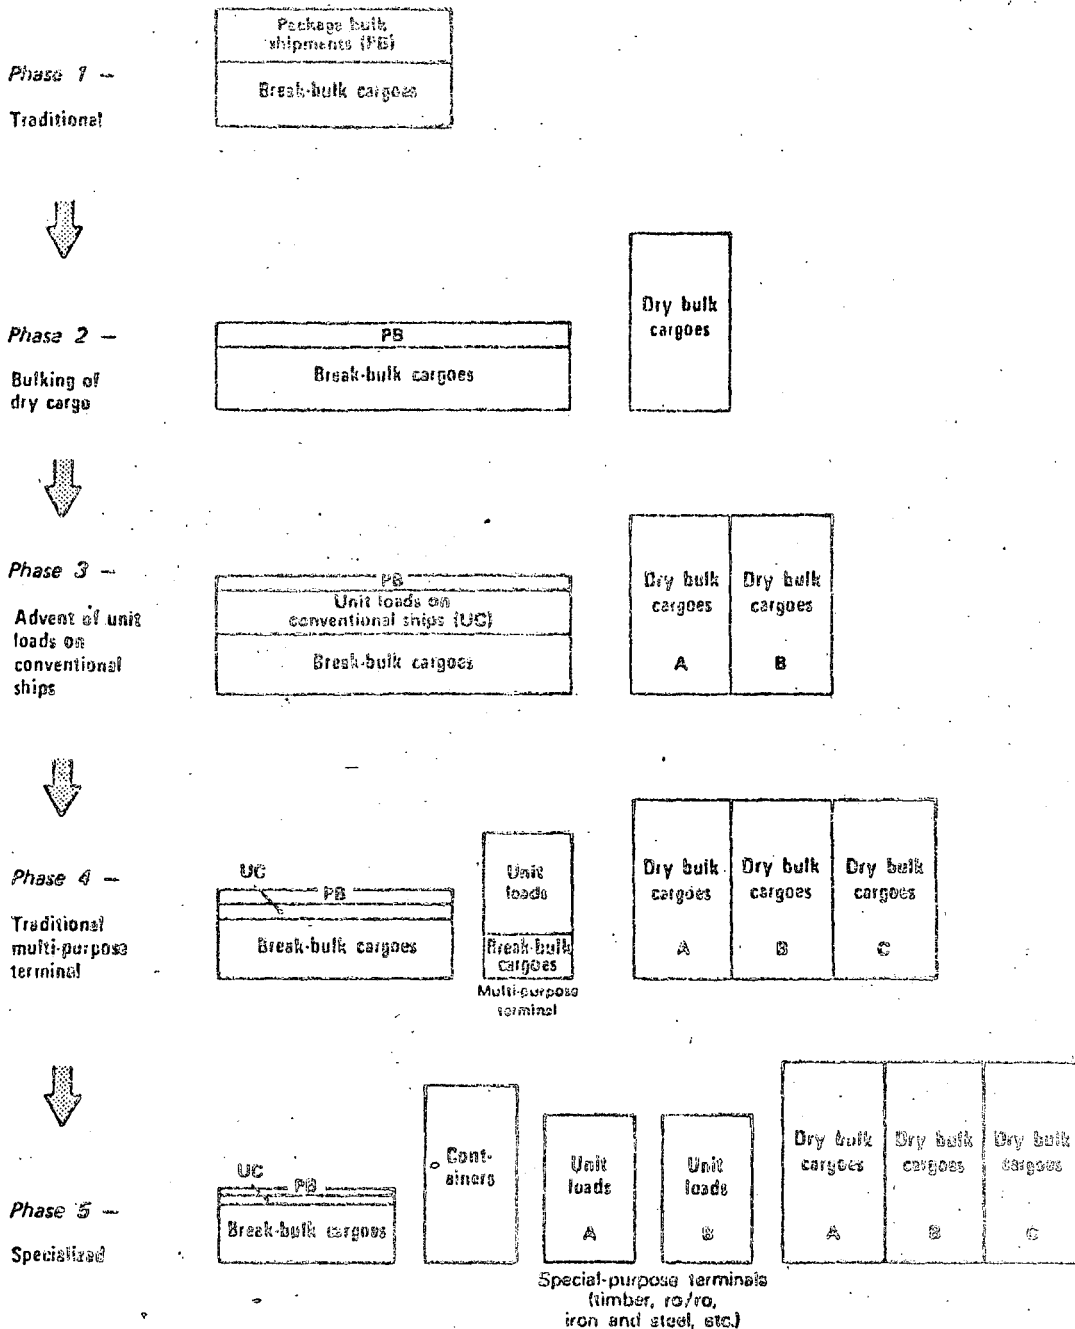 Package bulk
shipments (PB)
Phase 1 —
Break-bulk cargoes
Traditional
Dry bulk
cargoes
Phase 2 —
PB
Bulking of
dry cargo
Break-bulk cargoes
Phase 3 —
PB
Unit loads on
conventional ships (UC)
Break-bulk cargoes
Advent of unit
loads on
conventional
ships
Dry bulk
cargoes
A
Dry bulk
cargoes
B
Phase 4 —
UC
PB
Break-bulk cargoes
Traditional
multi-purpose
terminal
Unit
loads
Break-bulk
cargoes
Multi-purpose
terminal
Dry bulk
cargoes
A
Dry bulk
cargoes
B
Dry bulk
cargoes
C
Phase 5 —
UC
PB
Break-bulk cargoes
Specialized
Cont-
ainers
Unit
loads
A
Unit
loads
B
Special-purpose terminals
(timber, ro/ro,
iron and steel, etc.)
Dry bulk
cargoes
A
Dry bulk
cargoes
B
Dry bulk
cargoes
C